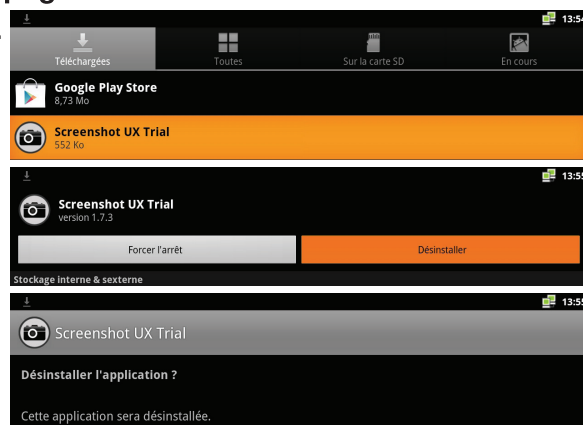 13:54
Téléchargées
Toutes
Sur la carte SD
En cours
Google Play Store
8,73 Mo
Screenshot UX Trial
552 Ko
13:55
Screenshot UX Trial
version 1.7.3
Forcer l'arrêt
Désinstaller
Stockage interne & sexterne
13:55
Screenshot UX Trial
Désinstaller l'application ?
Cette application sera désinstallée.